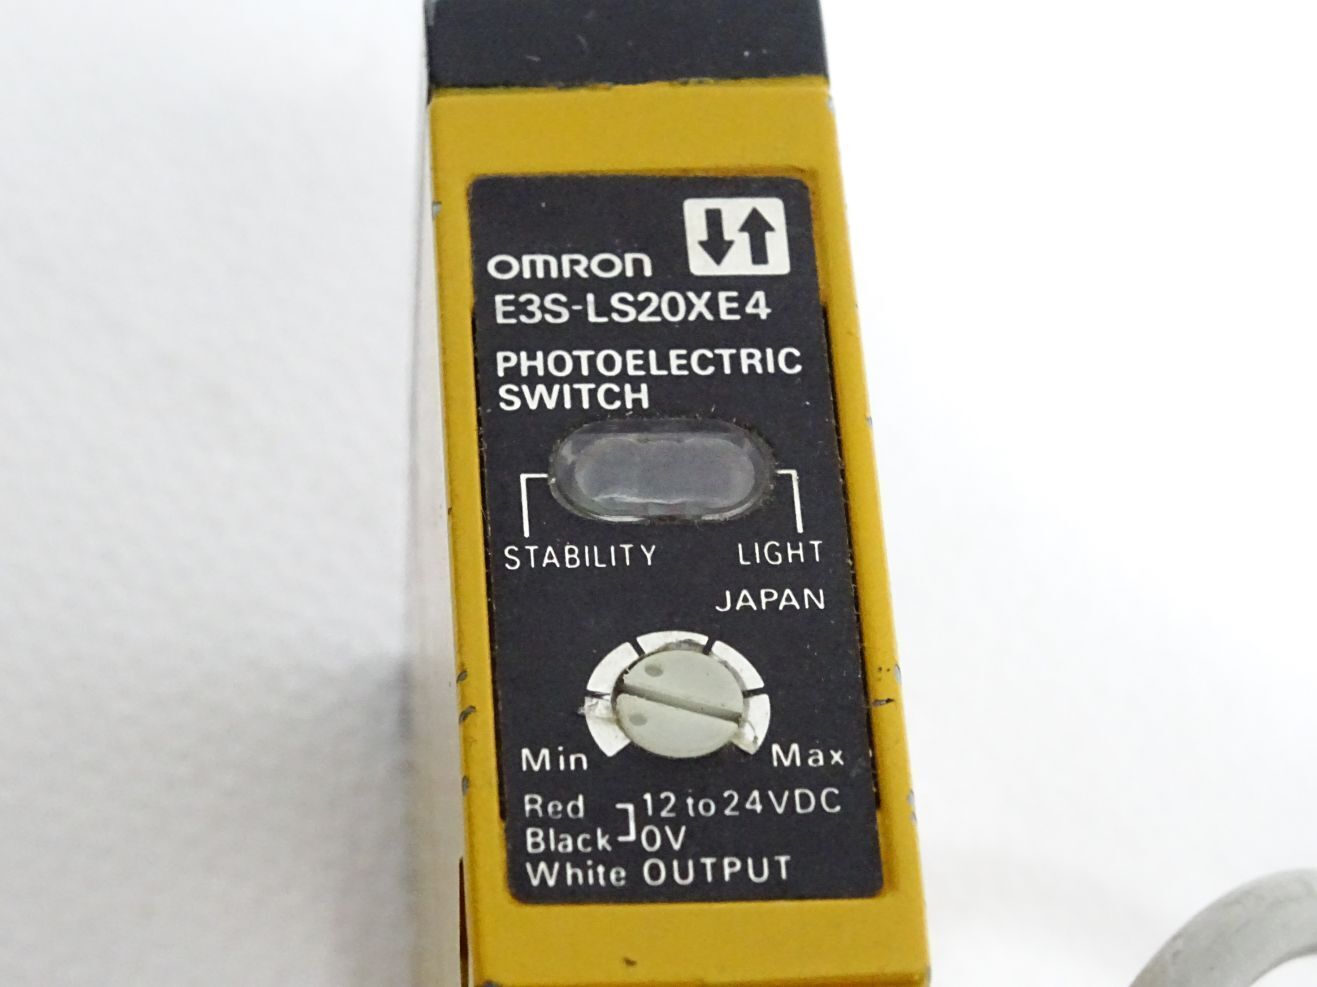 OMRON
E3S-LS20XE4
PHOTOELECTRIC
SWITCH
STABILITY LIGHT
JAPAN
Min Max
Red 12 to 24VDC
Black 0V
White OUTPUT